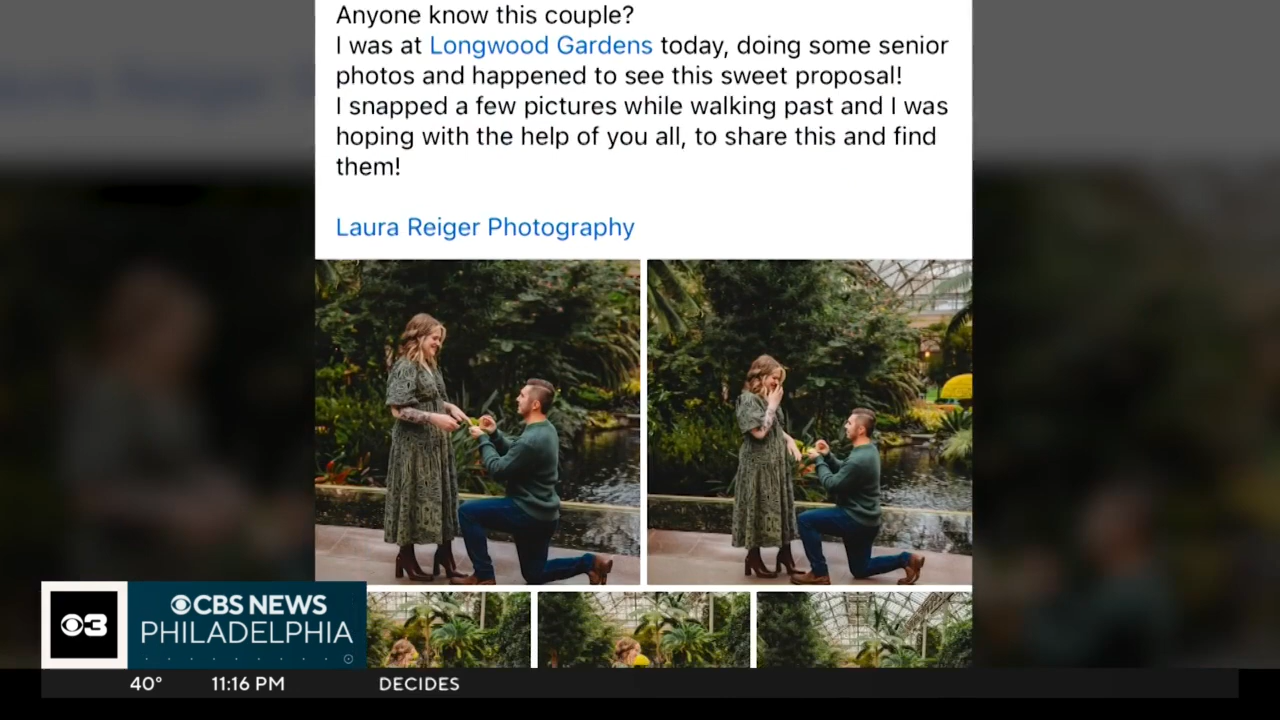 Anyone know this couple?
I was at Longwood Gardens today, doing some senior
photos and happened to see this sweet proposal!
I snapped a few pictures while walking past and I was
hoping with the help of you all, to share this and find
them!
Laura Reiger Photography
3
CBS NEWS
PHILADELPHIA
40° 11:16 PM DECIDES